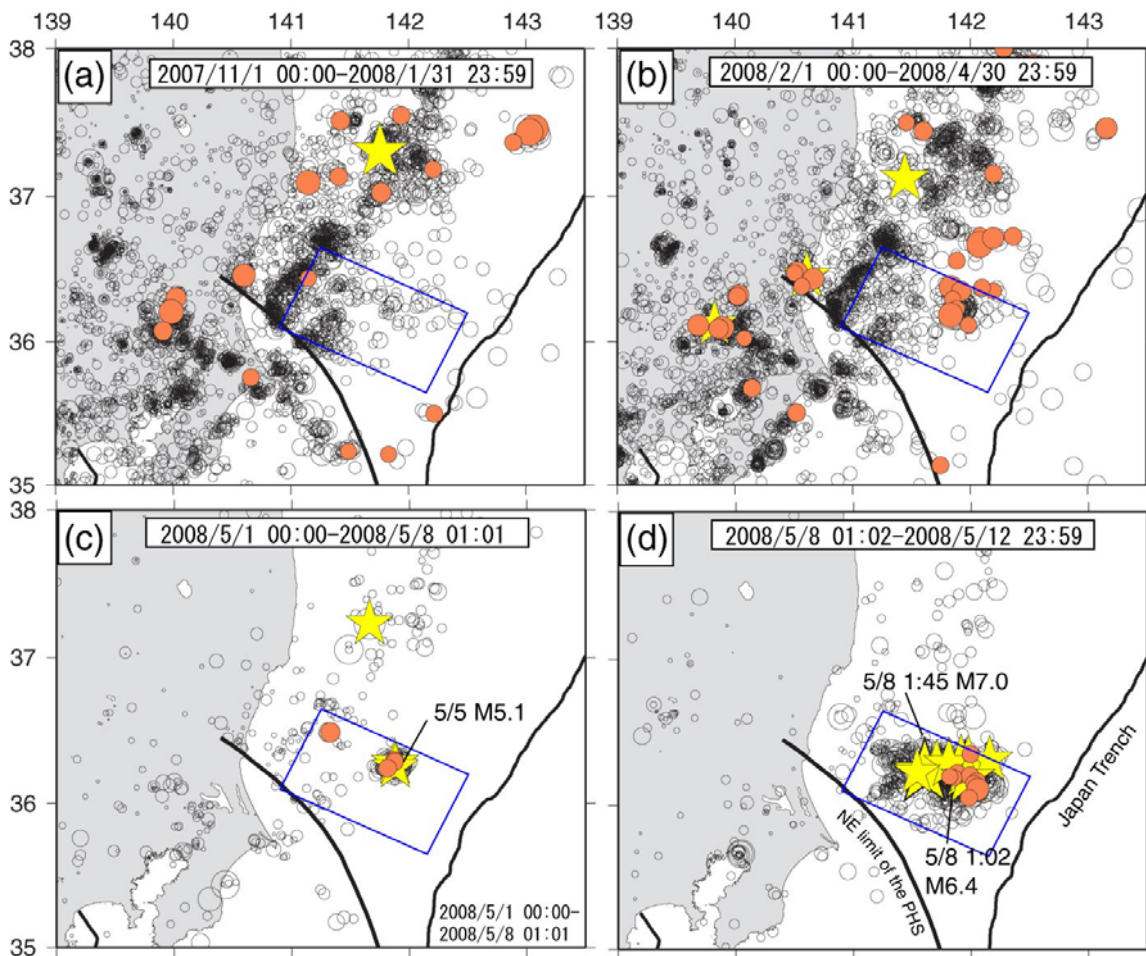 139 140 141 142 143
139 140 141 142 143
38
37
36
35
(a)
2007/11/1 00:00-2008/1/31 23:59
(b)
2008/2/1 00:00-2008/4/30 23:59
38
37
36
35
(c)
2008/5/1 00:00-2008/5/8 01:01
5/5 M5.1
2008/5/1 00:00-
2008/5/8 01:01
(d)
2008/5/8 01:02-2008/5/12 23:59
5/8 1:45 M7.0
5/8 1:02
M6.4
NE limit of the PHS
Japan Trench